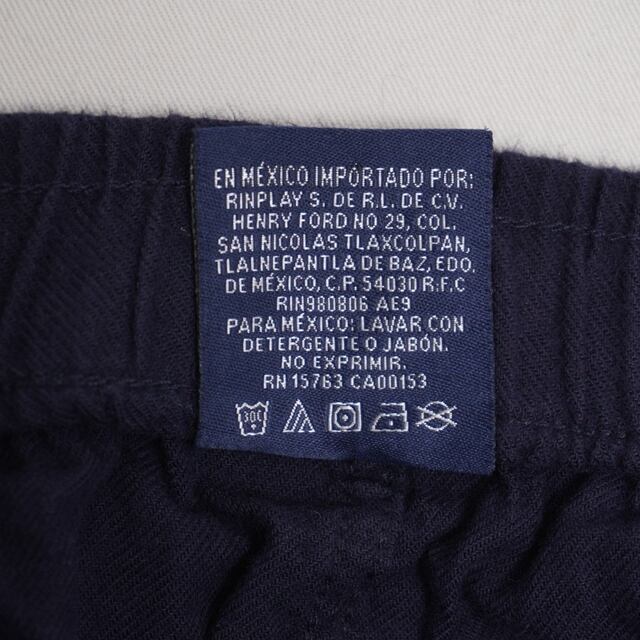 EN MÉXICO IMPORTADO POR:
RINPLAY S. DE R.L. DE C.V.
HENRY FORD NO 29, COL.
SAN NICOLAS TLAXCOLPAN,
TLALNEPANTLA DE BAZ, EDO.
DE MÉXICO, C.P. 54030 R.F.C
RIN980806 AE9
PARA MÉXICO: LAVAR CON
DETERGENTE O JABÓN.
NO EXPRIMIR.
RN 15763 CA00153
30C